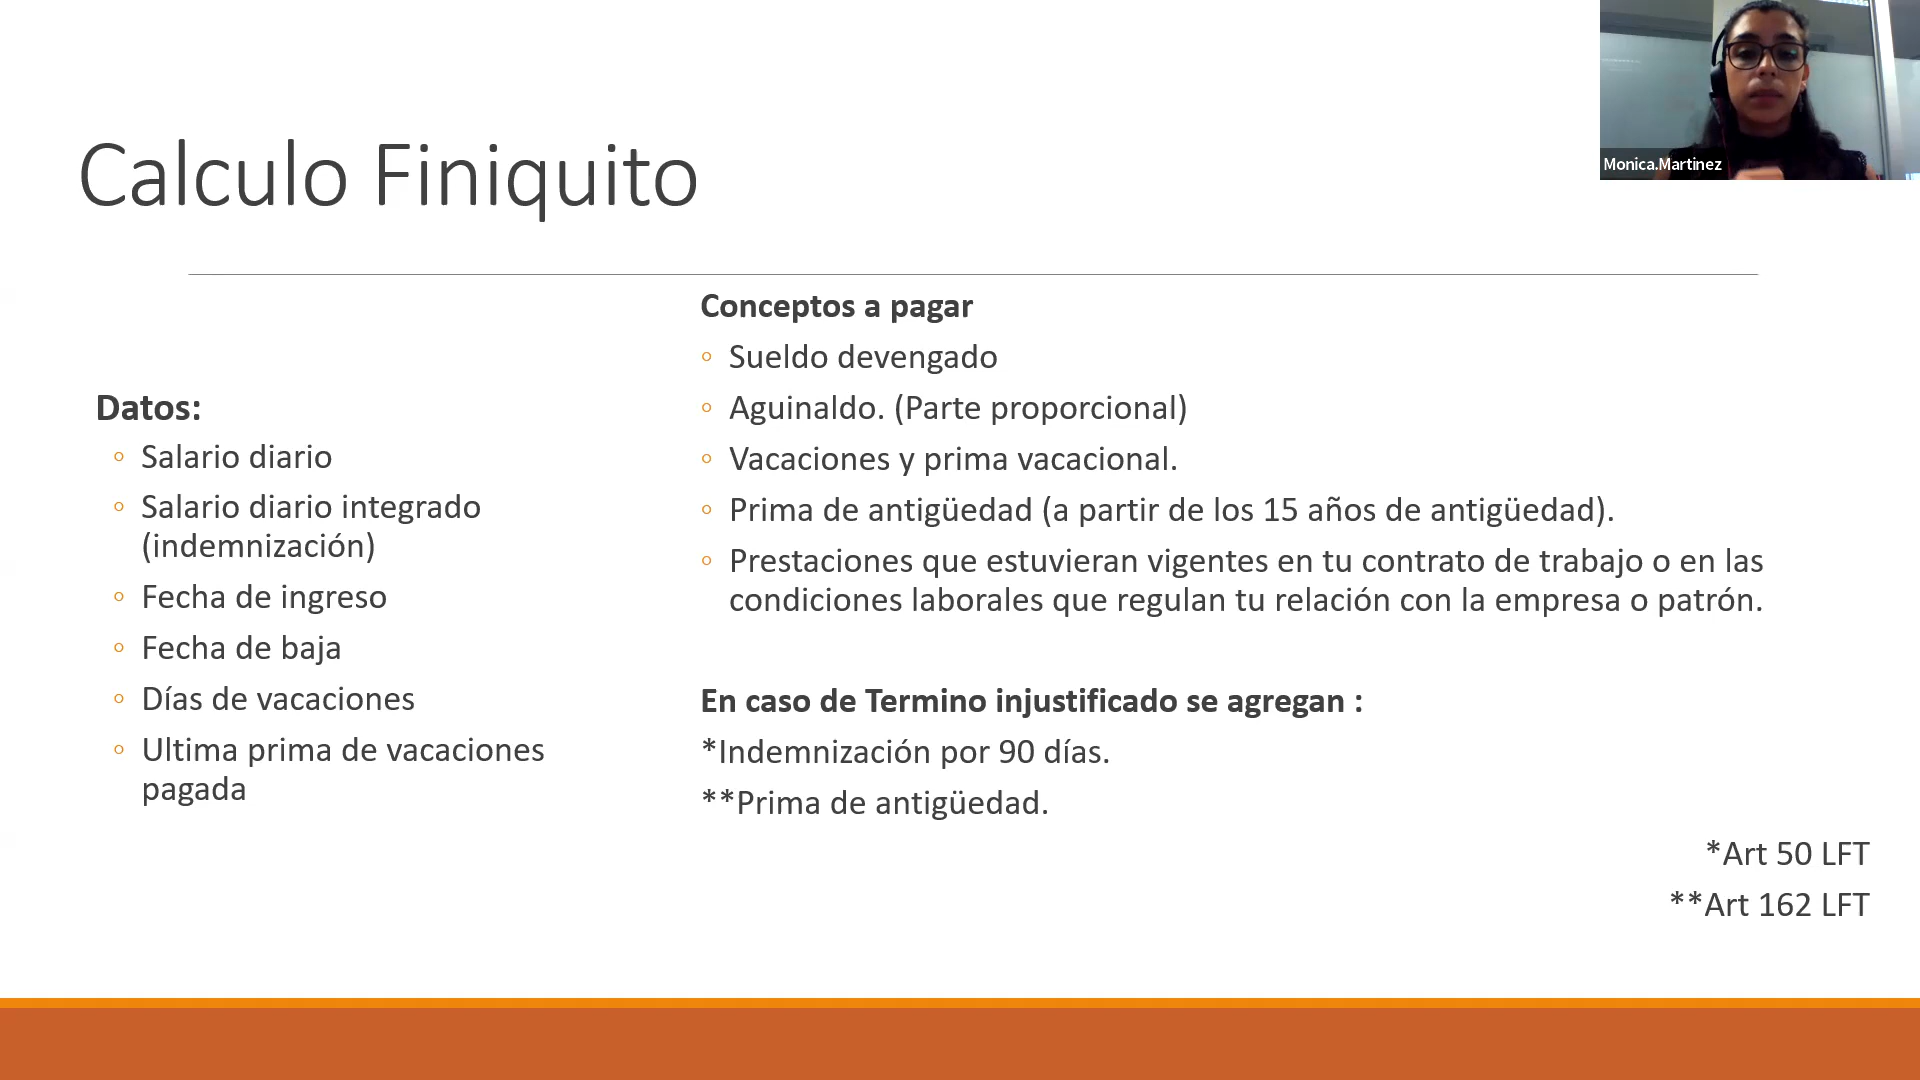 Monica.Martinez
Calculo Finiquito
Datos:
◦ Salario diario
◦ Salario diario integrado
(indemnización)
◦ Fecha de ingreso
◦ Fecha de baja
◦ Días de vacaciones
◦ Ultima prima de vacaciones
pagada
Conceptos a pagar
◦ Sueldo devengado
◦ Aguinaldo. (Parte proporcional)
◦ Vacaciones y prima vacacional.
◦ Prima de antigüedad (a partir de los 15 años de antigüedad).
◦ Prestaciones que estuvieran vigentes en tu contrato de trabajo o en las
condiciones laborales que regulan tu relación con la empresa o patrón.
En caso de Termino injustificado se agregan :
*Indemnización por 90 días.
**Prima de antigüedad.
*Art 50 LFT
**Art 162 LFT